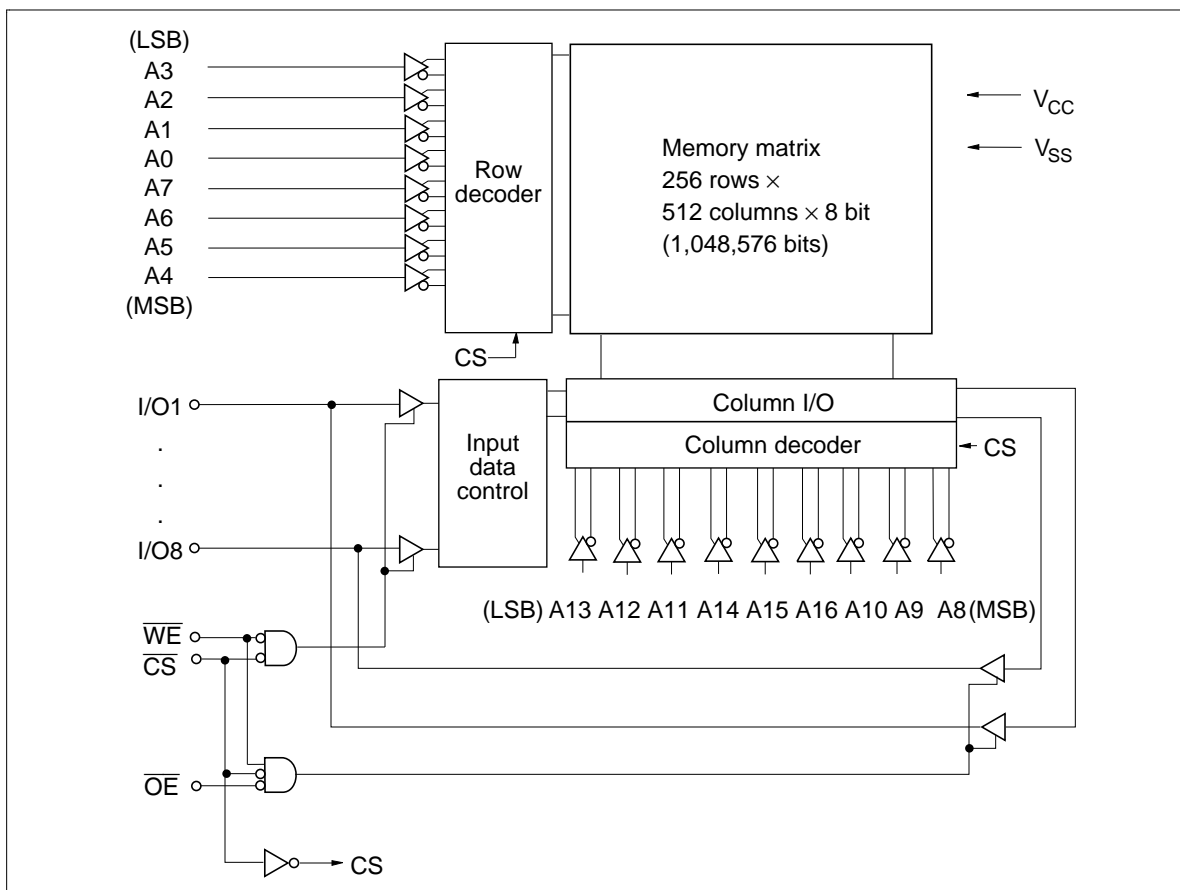 (LSB)
A3
A2
A1
A0
A7
A6
A5
A4
(MSB)
Row
decoder
Memory matrix
256 rows ×
512 columns × 8 bit
(1,048,576 bits)
VCC
VSS
CS
I/O1
.
.
.
I/O8
Input
data
control
Column I/O
Column decoder
CS
(LSB) A13 A12 A11 A14 A15 A16 A10 A9 A8 (MSB)
WE
CS
OE
CS